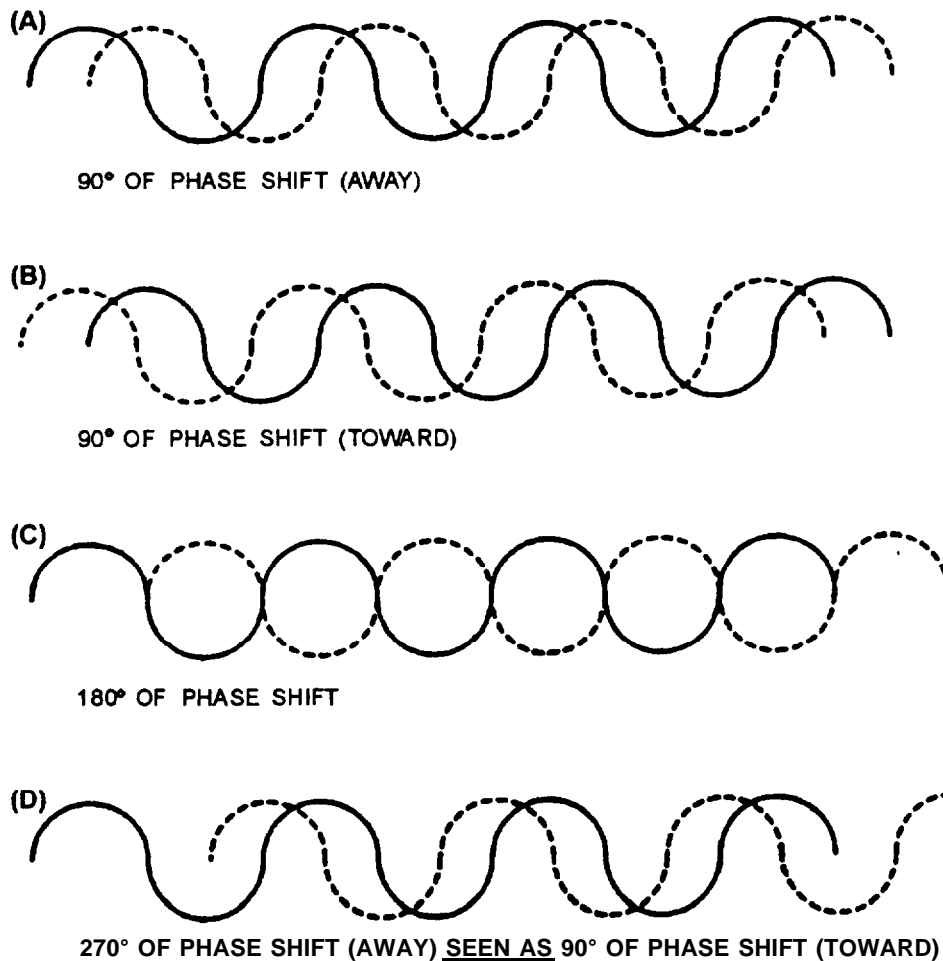 (A)
90° OF PHASE SHIFT (AWAY)
(B)
90° OF PHASE SHIFT (TOWARD)
(C)
180° OF PHASE SHIFT
(D)
270° OF PHASE SHIFT (AWAY) SEEN AS 90° OF PHASE SHIFT (TOWARD)